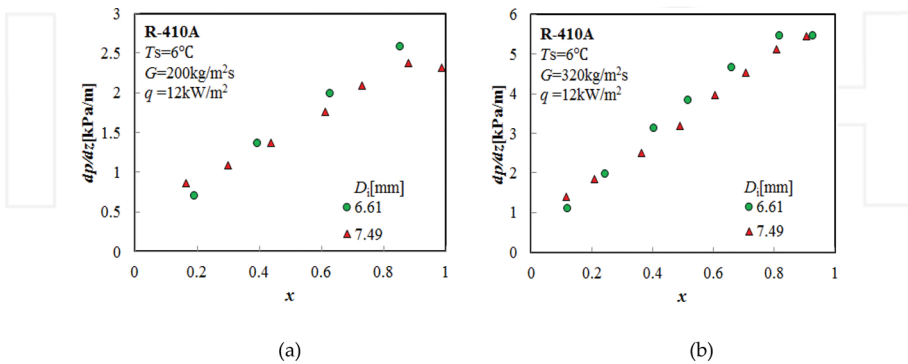 3
2.5
2
1.5
1
0.5
0
dp/dz[kPa/m]
R-410A
Ts=6℃
G=200kg/m²s
q =12kW/m²
Di[mm]
6.61
7.49
0 0.2 0.4 0.6 0.8 1
x
(a)
6
5
4
3
2
1
0
dp/dz[kPa/m]
R-410A
Ts=6℃
G=320kg/m²s
q =12kW/m²
Di[mm]
6.61
7.49
0 0.2 0.4 0.6 0.8 1
x
(b)